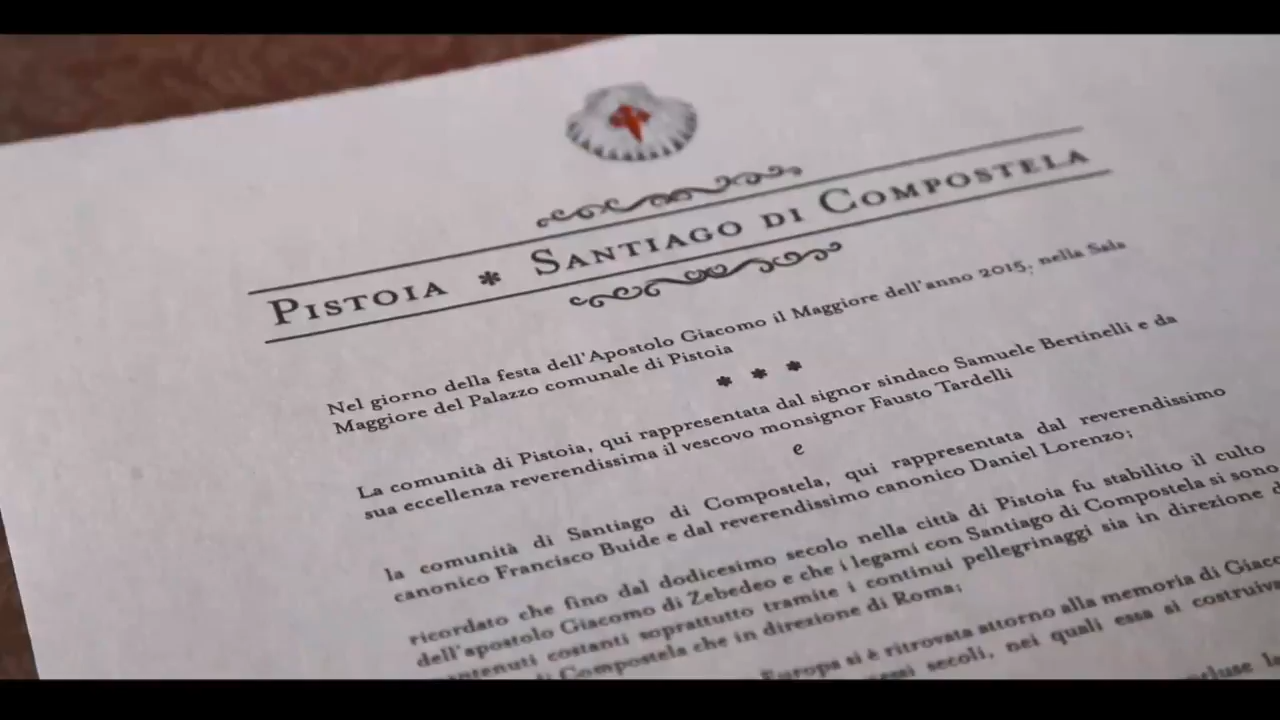 PISTOIA * SANTIAGO DI COMPOSTELA
Nel giorno della festa dell'Apostolo Giacomo il Maggiore dell'anno 2015, nella Sala
Maggiore del Palazzo comunale di Pistoia
* * *
La comunità di Pistoia, qui rappresentata dal signor sindaco Samuele Bertinelli e da
sua eccellenza reverendissima il vescovo monsignor Fausto Tardelli
e
la comunità di Santiago di Compostela, qui rappresentata dal reverendissimo
canonico Francisco Buide e dal reverendissimo canonico Daniel Lorenzo;
ricordato che fino dal dodicesimo secolo nella città di Pistoia fu stabilito il culto
dell'apostolo Giacomo di Zebedeo e che i legami con Santiago di Compostela si sono
costanti soprattutto tramite i continui pellegrinaggi sia in direzione
Compostela che in direzione di Roma;
Europa si è ritrovata attorno alla memoria di
secoli, nei quali essa si